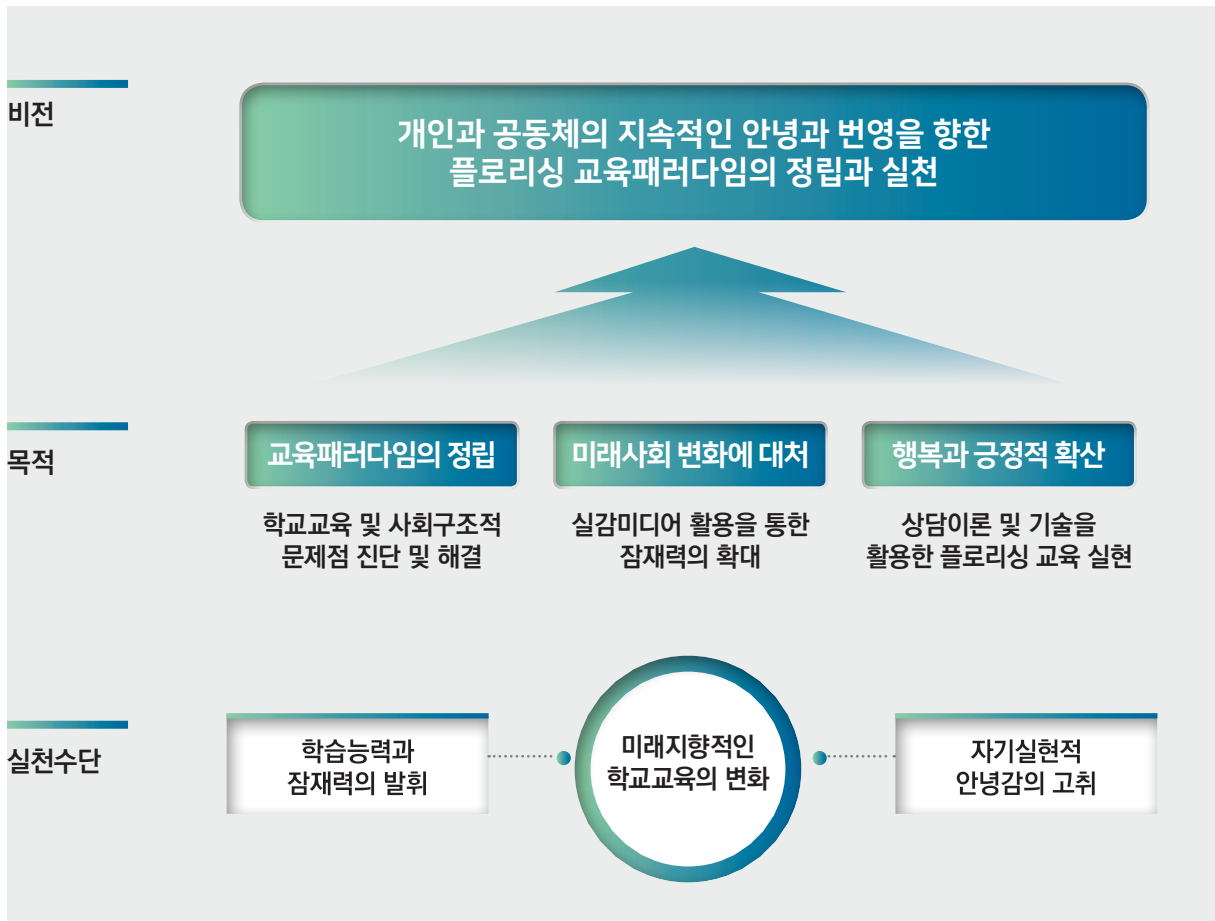 비전
개인과 공동체의 지속적인 안녕과 번영을 향한
플로리싱 교육패러다임의 정립과 실천
목적
교육패러다임의 정립
학교교육 및 사회구조적
문제점 진단 및 해결
미래사회 변화에 대처
실감미디어 활용을 통한
잠재력의 확대
행복과 긍정적 확산
상담이론 및 기술을
활용한 플로리싱 교육 실현
실천수단
학습능력과
잠재력의 발휘
미래지향적인
학교교육의 변화
자기실현적
안녕감의 고취